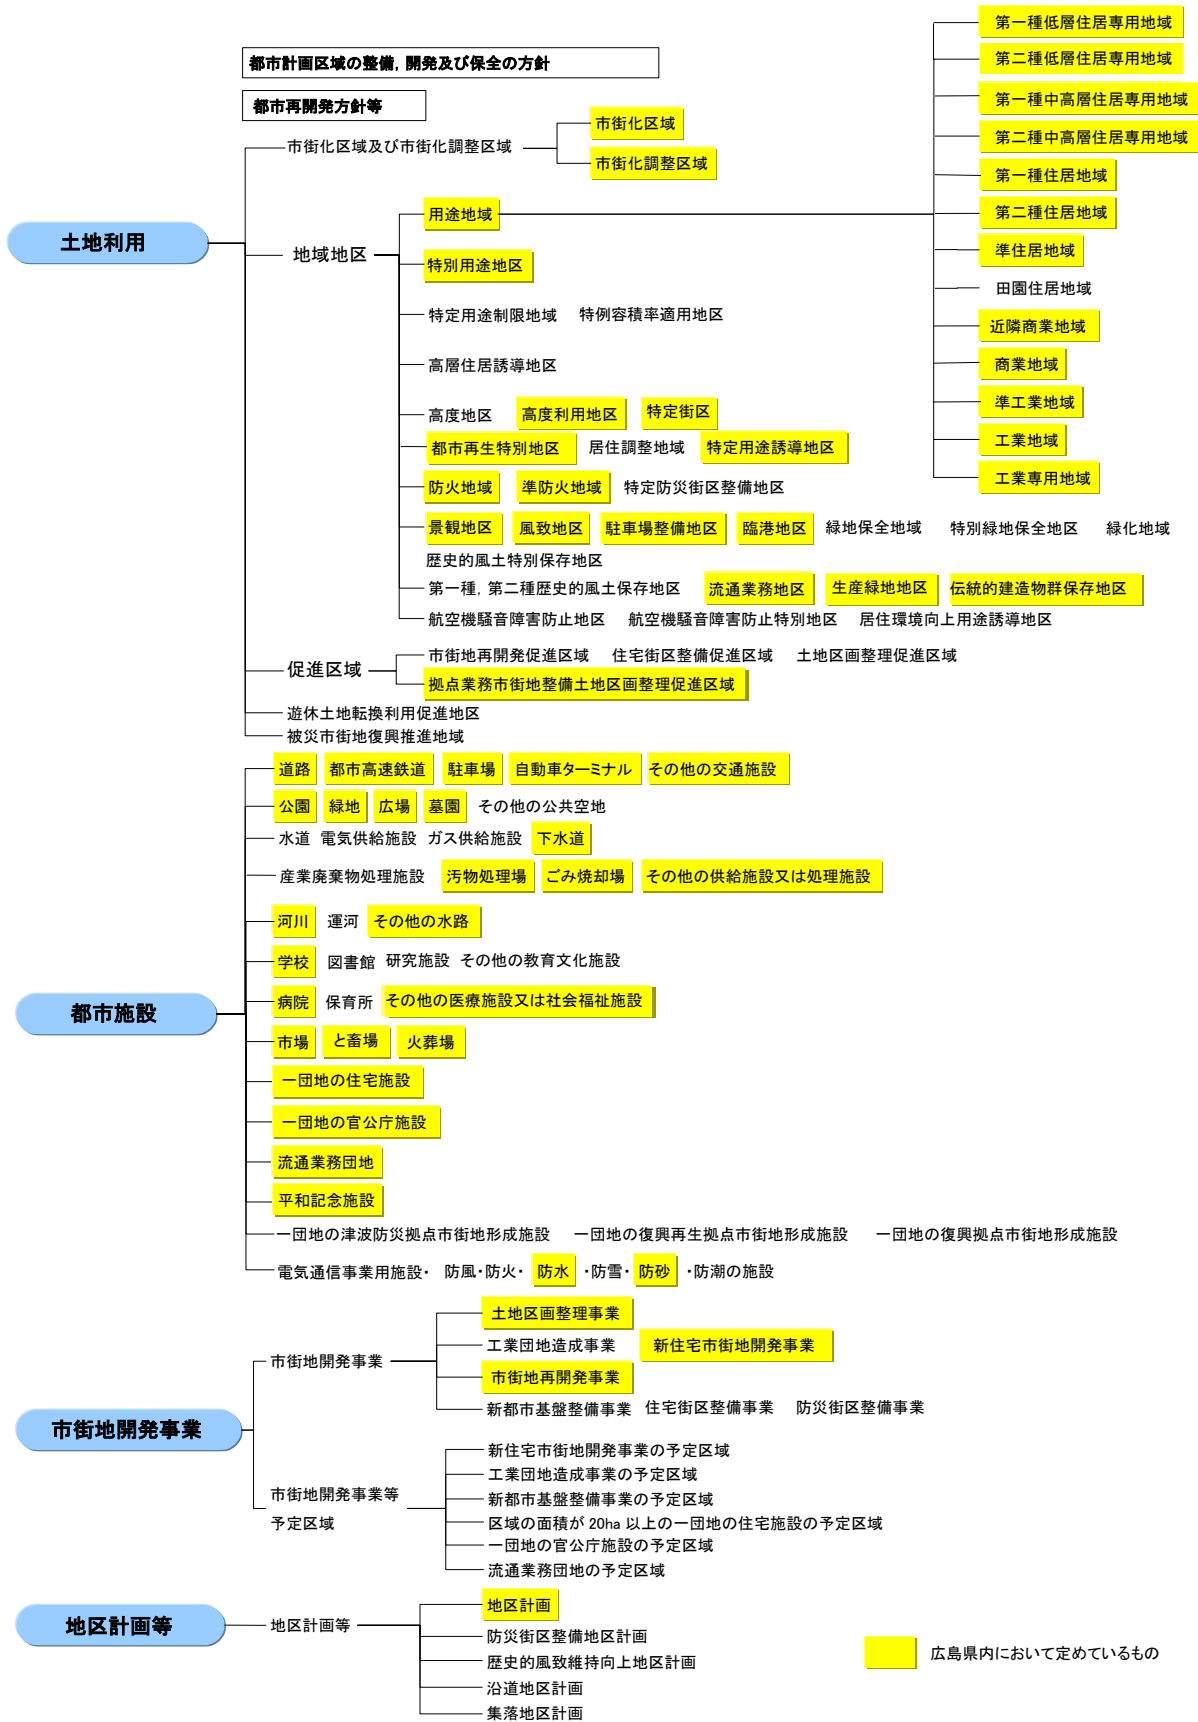 都市計画区域の整備，開発及び保全の方針
都市再開発方針等
土地利用
市街化区域及び市街化調整区域
市街化区域
市街化調整区域
地域地区
用途地域
第一種低層住居専用地域
第二種低層住居専用地域
第一種中高層住居専用地域
第二種中高層住居専用地域
第一種住居地域
第二種住居地域
準住居地域
田園住居地域
近隣商業地域
商業地域
準工業地域
工業地域
工業専用地域
特別用途地区
特定用途制限地域　特例容積率適用地区
高層住居誘導地区
高度地区　高度利用地区　特定街区
都市再生特別地区　居住調整地域　特定用途誘導地区
防火地域　準防火地域　特定防災街区整備地区
景観地区　風致地区　駐車場整備地区　臨港地区　緑地保全地域　特別緑地保全地区　緑化地域
歴史的風土特別保存地区
第一種，第二種歴史的風土保存地区　流通業務地区　生産緑地地区　伝統的建造物群保存地区
航空機騒音障害防止地区　航空機騒音障害防止特別地区　居住環境向上用途誘導地区
促進区域
市街地再開発促進区域　住宅街区整備促進区域　土地区画整理促進区域
拠点業務市街地整備土地区画整理促進区域
遊休土地転換利用促進地区
被災市街地復興推進地域
都市施設
道路　都市高速鉄道　駐車場　自動車ターミナル　その他の交通施設
公園　緑地　広場　墓園　その他の公共空地
水道　電気供給施設　ガス供給施設　下水道
産業廃棄物処理施設　汚物処理場　ごみ焼却場　その他の供給施設又は処理施設
河川　運河　その他の水路
学校　図書館　研究施設　その他の教育文化施設
病院　保育所　その他の医療施設又は社会福祉施設
市場　と畜場　火葬場
一団地の住宅施設
一団地の官公庁施設
流通業務団地
平和記念施設
一団地の津波防災拠点市街地形成施設　一団地の復興再生拠点市街地形成施設　一団地の復興拠点市街地形成施設
電気通信事業用施設・　防風・防火・　防水　・防雪・　防砂　・防潮の施設
市街地開発事業
市街地開発事業
土地区画整理事業
工業団地造成事業　新住宅市街地開発事業
市街地再開発事業
新都市基盤整備事業　住宅街区整備事業　防災街区整備事業
市街地開発事業等
予定区域
新住宅市街地開発事業の予定区域
工業団地造成事業の予定区域
新都市基盤整備事業の予定区域
区域の面積が 20ha 以上の一団地の住宅施設の予定区域
一団地の官公庁施設の予定区域
流通業務団地の予定区域
地区計画等
地区計画等
地区計画
防災街区整備地区計画
歴史的風致維持向上地区計画
沿道地区計画
集落地区計画
広島県内において定めているもの